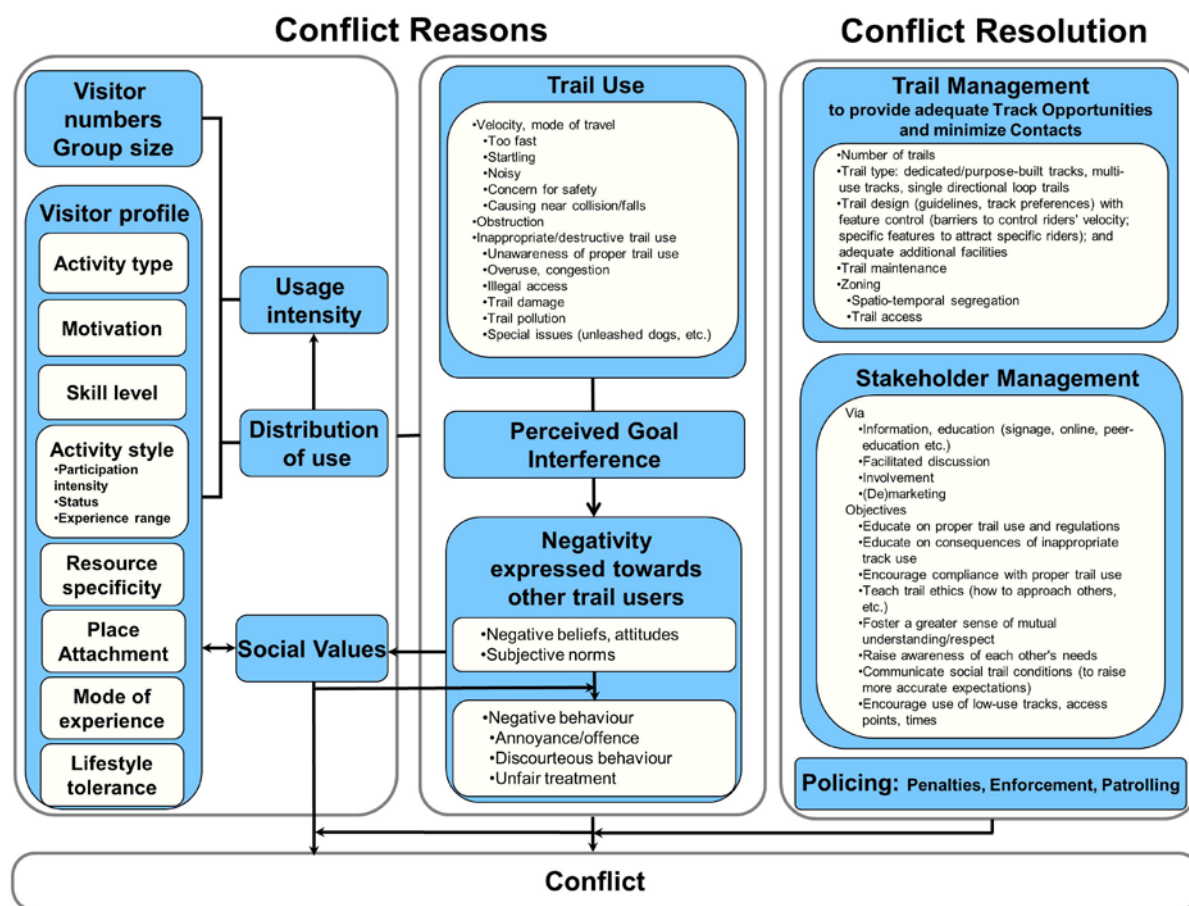 Conflict Reasons
Conflict Resolution
Visitor
numbers
Group size
Visitor profile
Activity type
Motivation
Skill level
Activity style
•Participation
intensity
•Status
•Experience range
Resource
specificity
Place
Attachment
Mode of
experience
Lifestyle
tolerance
Usage
intensity
Distribution
of use
Social Values
Trail Use
•Velocity, mode of travel
•Too fast
•Startling
•Noisy
•Concern for safety
•Causing near collision/falls
•Obstruction
•Inappropriate/destructive trail use
•Unawareness of proper trail use
•Overuse, congestion
•Illegal access
•Trail damage
•Trail pollution
•Special issues (unleashed dogs, etc.)
Perceived Goal
Interference
Negativity
expressed towards
other trail users
•Negative beliefs, attitudes
•Subjective norms
•Negative behaviour
•Annoyance/offence
•Discourteous behaviour
•Unfair treatment
Trail Management
to provide adequate Track Opportunities
and minimize Contacts
•Number of trails
•Trail type: dedicated/purpose-built tracks, multi-
use tracks, single directional loop trails
•Trail design (guidelines, track preferences) with
feature control (barriers to control riders' velocity;
specific features to attract specific riders); and
adequate additional facilities
•Trail maintenance
•Zoning
•Spatio-temporal segregation
•Trail access
Stakeholder Management
Via
•Information, education (signage, online, peer-
education etc.)
•Facilitated discussion
•Involvement
•(De)marketing
Objectives
•Educate on proper trail use and regulations
•Educate on consequences of inappropriate
track use
•Encourage compliance with proper trail use
•Teach trail ethics (how to approach others,
etc.)
•Foster a greater sense of mutual
understanding/respect
•Raise awareness of each other's needs
•Communicate social trail conditions (to raise
more accurate expectations)
•Encourage use of low-use tracks, access
points, times
Policing: Penalties, Enforcement, Patrolling
Conflict